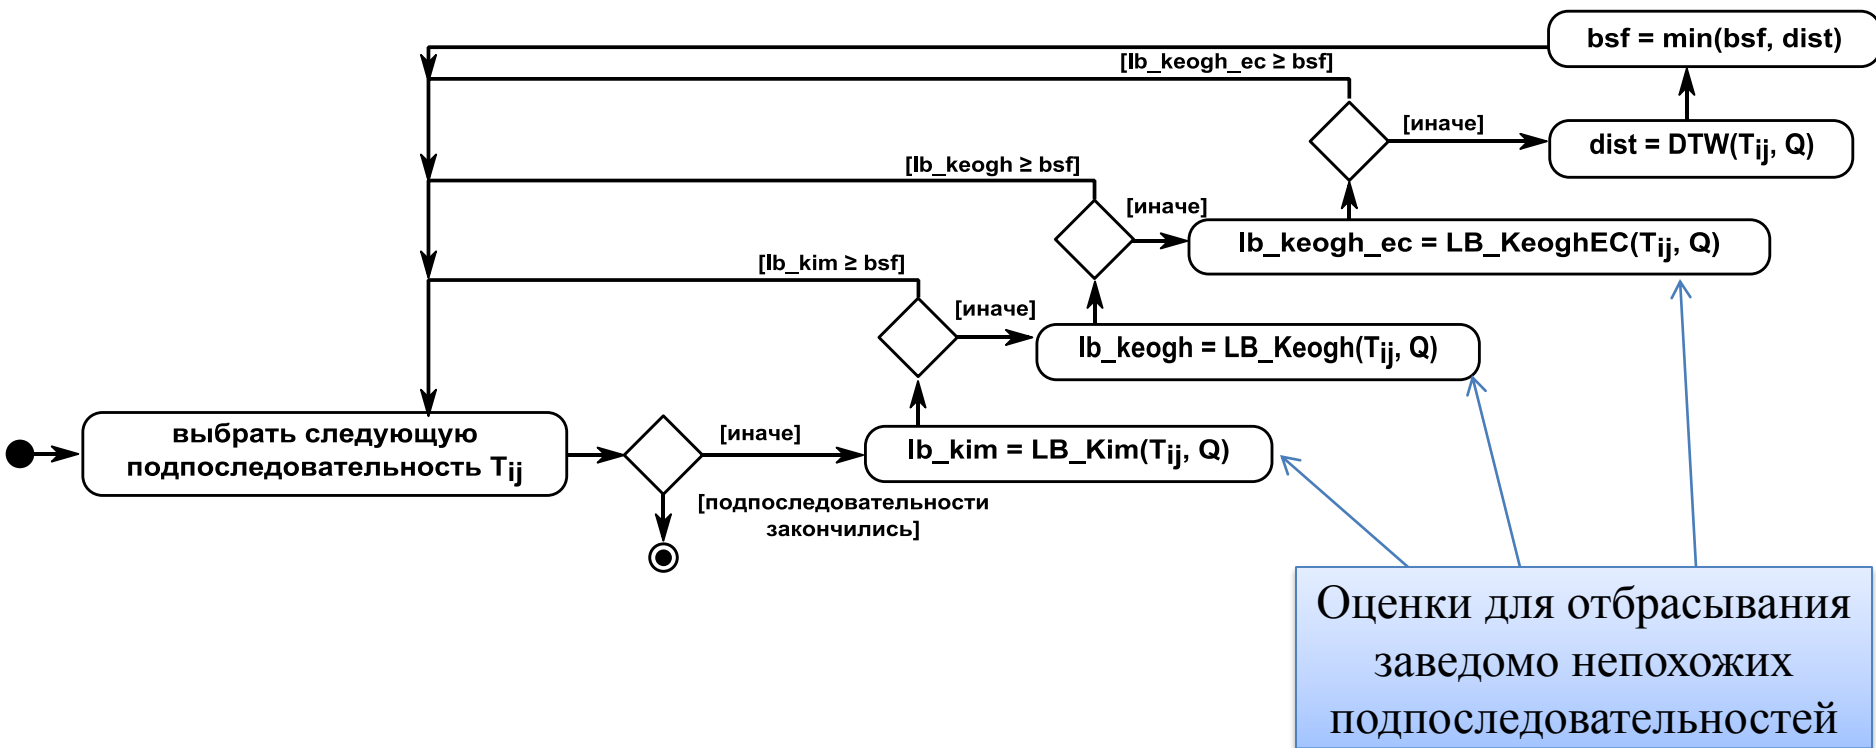 bsf = min(bsf, dist)
[lb_keogh_ec ≥ bsf]
[иначе]
dist = DTW(Tij, Q)
[lb_keogh ≥ bsf]
[иначе]
lb_keogh_ec = LB_KeoghEC(Tij, Q)
[lb_kim ≥ bsf]
[иначе]
lb_keogh = LB_Keogh(Tij, Q)
выбрать следующую
подпоследовательность Tij
[иначе]
lb_kim = LB_Kim(Tij, Q)
[подпоследовательности
закончились]
Оценки для отбрасывания
заведомо непохожих
подпоследовательностей